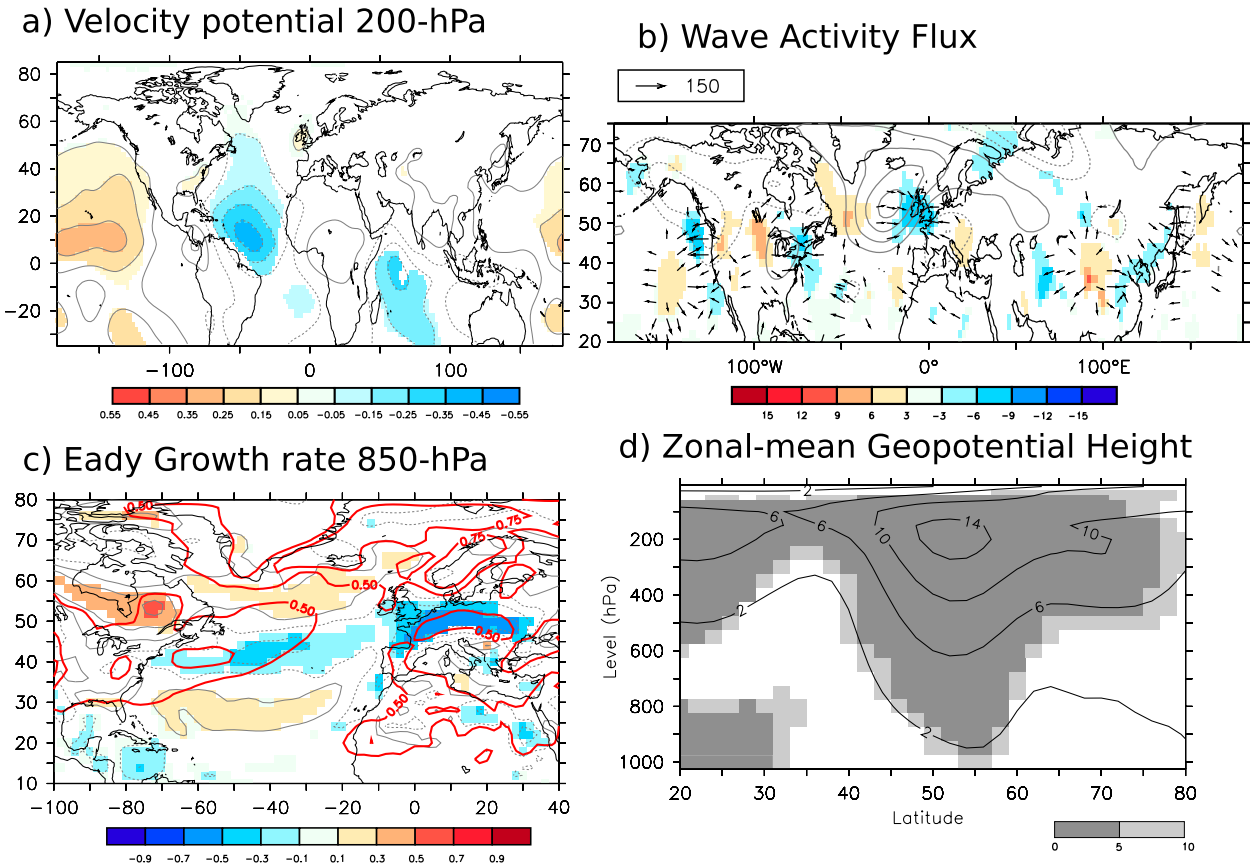 a) Velocity potential 200-hPa
80
60
40
20
0
−20
−100 0 100
0.55 0.45 0.35 0.25 0.15 0.05 −0.05 −0.15 −0.25 −0.35 −0.45 −0.55
b) Wave Activity Flux
150
70
60
50
40
30
20
100°W 0° 100°E
15 12 9 6 3 −3 −6 −9 −12 −15
c) Eady Growth rate 850-hPa
80
70
60
50
40
30
20
10
0.50
0.75
0.75
0.50
0.50
0.50
0.50
−100 −80 −60 −40 −20 0 20 40
−0.9 −0.7 −0.5 −0.3 −0.1 0.1 0.3 0.5 0.7 0.9
d) Zonal-mean Geopotential Height
Level (hPa)
200
400
600
800
1000
2
6 6 14
10 10
6
2
2
20 30 40 50 60 70 80
Latitude
0 5 10